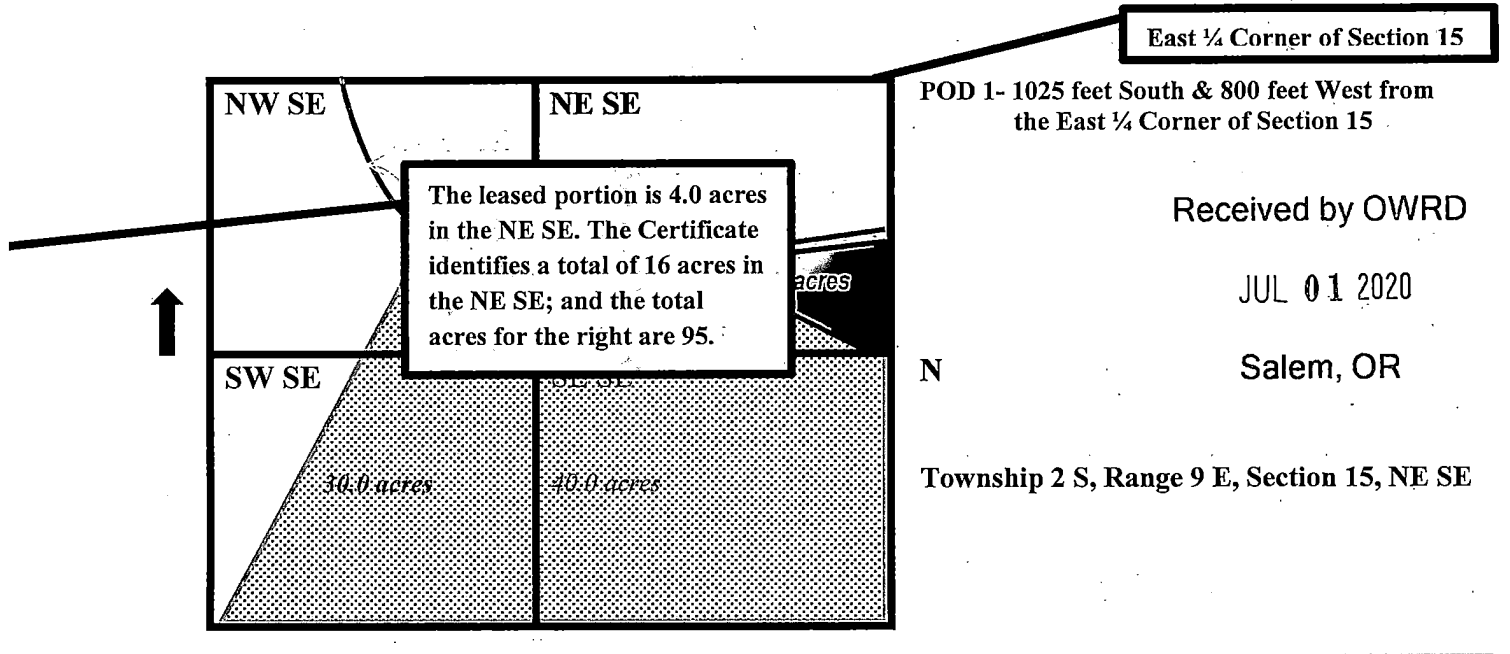 East ¼ Corner of Section 15
POD 1- 1025 feet South & 800 feet West from
the East ¼ Corner of Section 15
NW SE
NE SE
The leased portion is 4.0 acres
in the NE SE. The Certificate
identifies a total of 16 acres in
the NE SE; and the total
acres for the right are 95.
acres
Received by OWRD
JUL 01 2020
Salem, OR
N
SW SE
SE SE
30.0 acres
40.0 acres
Township 2 S, Range 9 E, Section 15, NE SE